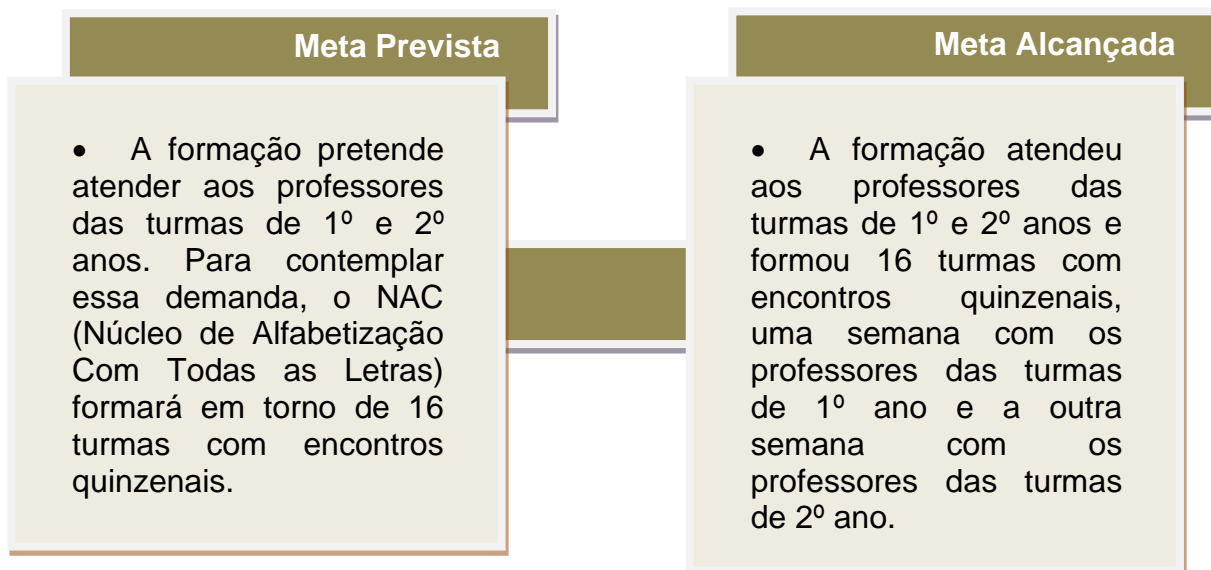 Meta Prevista
• A formação pretende
atender aos professores
das turmas de 1º e 2º
anos. Para contemplar
essa demanda, o NAC
(Núcleo de Alfabetização
Com Todas as Letras)
formará em torno de 16
turmas com encontros
quinzenais.
Meta Alcançada
• A formação atendeu
aos professores das
turmas de 1º e 2º anos e
formou 16 turmas com
encontros quinzenais,
uma semana com os
professores das turmas
de 1º ano e a outra
semana com os
professores das turmas
de 2º ano.